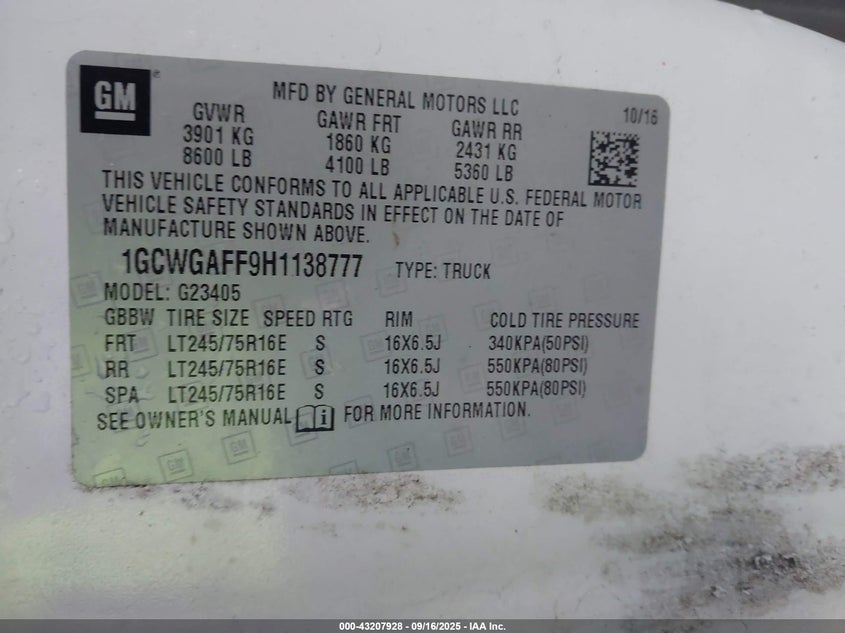 GM
MFD BY GENERAL MOTORS LLC 10/16
GVWR GAWR FRT GAWR RR
3901 KG 1860 KG 2431 KG
8600 LB 4100 LB 5360 LB
THIS VEHICLE CONFORMS TO ALL APPLICABLE U.S. FEDERAL MOTOR
VEHICLE SAFETY STANDARDS IN EFFECT ON THE DATE OF
MANUFACTURE SHOWN ABOVE.
1GCWGAFF9H1138777 TYPE: TRUCK
MODEL: G23405
GBBW TIRE SIZE SPEED RTG RIM COLD TIRE PRESSURE
FRT LT245/75R16E S 16X6.5J 340KPA(50PSI)
RR LT245/75R16E S 16X6.5J 550KPA(80PSI)
SPA LT245/75R16E S 16X6.5J 550KPA(80PSI)
SEE OWNER'S MANUAL i FOR MORE INFORMATION.
000-43207928 - 09/16/2025 - IAA Inc.